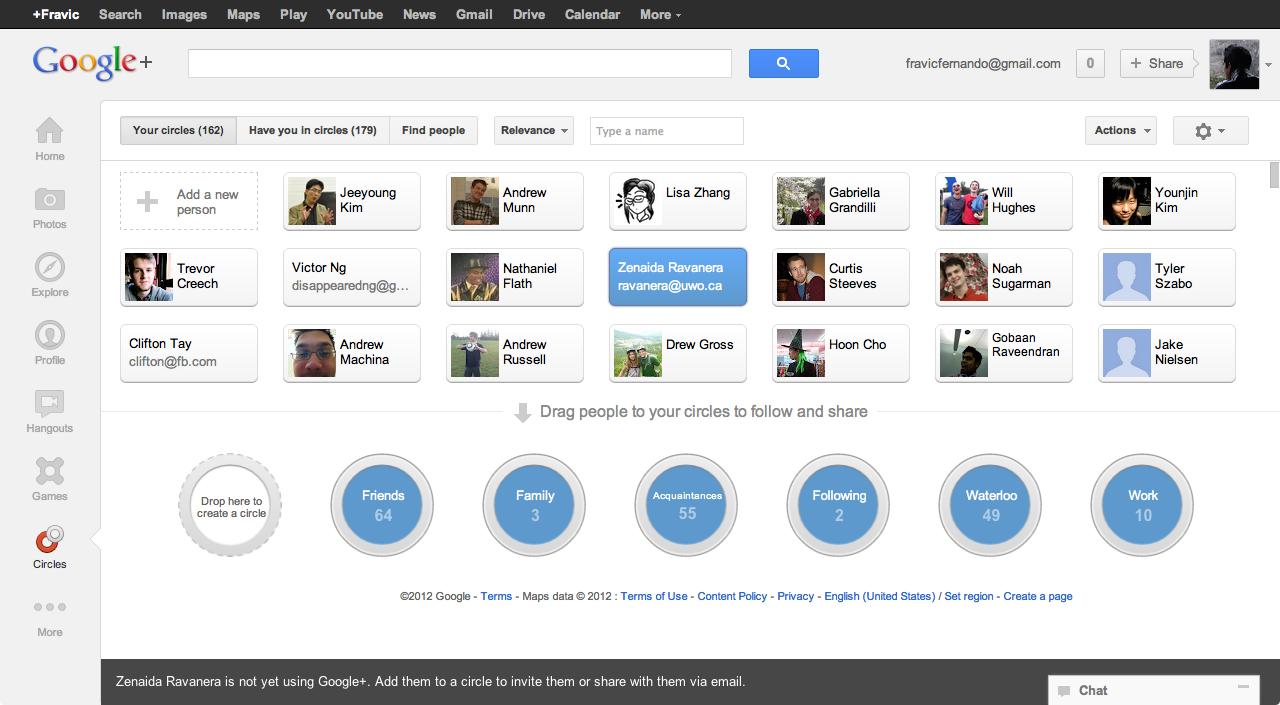 +Fravic Search Images Maps Play YouTube News Gmail Drive Calendar More
Google+
fravicfernando@gmail.com 0 + Share
Your circles (162) Have you in circles (179) Find people Relevance Type a name Actions
Home
Photos
Explore
Profile
Hangouts
Games
Circles
More
Add a new
person
Jeeyoung
Kim
Andrew
Munn
Lisa Zhang
Gabriella
Grandilli
Will
Hughes
Younjin
Kim
Trevor
Creech
Victor Ng
disappearedng@g...
Nathaniel
Flath
Zenaida Ravanera
ravanera@uwo.ca
Curtis
Steeves
Noah
Sugarman
Tyler
Szabo
Clifton Tay
clifton@fb.com
Andrew
Machina
Andrew
Russell
Drew Gross
Hoon Cho
Gobaan
Raveendran
Jake
Nielsen
Drag people to your circles to follow and share
Drop here to
create a circle
Friends
64
Family
3
Acquaintances
55
Following
2
Waterloo
49
Work
10
©2012 Google - Terms - Maps data © 2012 : Terms of Use - Content Policy - Privacy - English (United States) / Set region - Create a page
Zenaida Ravanera is not yet using Google+. Add them to a circle to invite them or share with them via email.
Chat